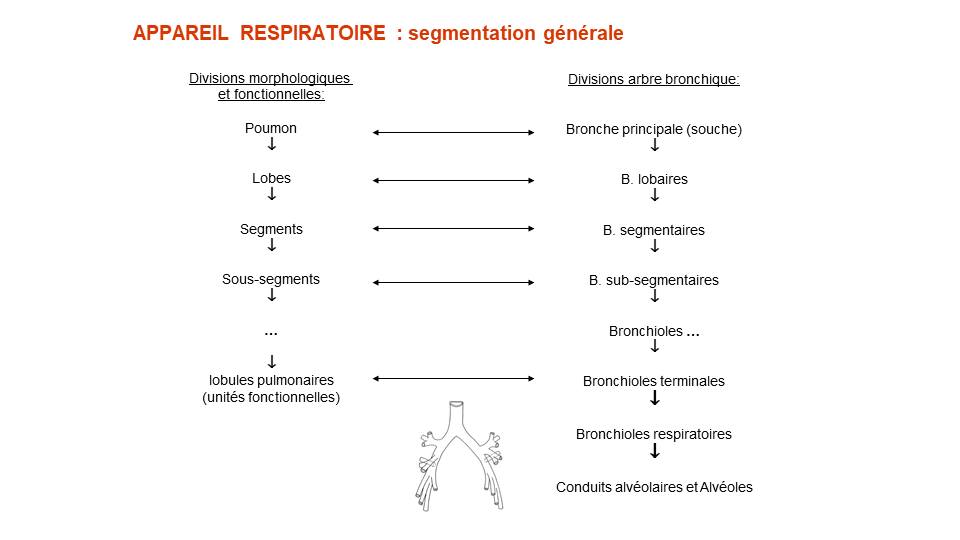 APPAREIL RESPIRATOIRE : segmentation générale
Divisions morphologiques
et fonctionnelles:
Poumon
↓
Lobes
↓
Segments
↓
Sous-segments
↓
...
↓
lobules pulmonaires
(unités fonctionnelles)
Divisions arbre bronchique:
Bronche principale (souche)
↓
B. lobaires
↓
B. segmentaires
↓
B. sub-segmentaires
↓
Bronchioles ...
↓
Bronchioles terminales
↓
Bronchioles respiratoires
↓
Conduits alvéolaires et Alvéoles